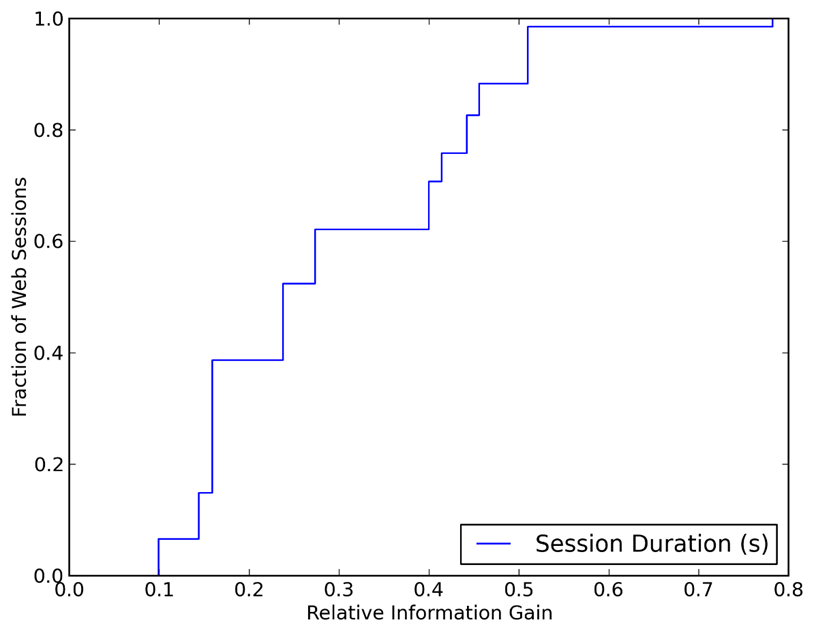 1.0
0.8
0.6
0.4
0.2
0.0
Fraction of Web Sessions
Session Duration (s)
0.0 0.1 0.2 0.3 0.4 0.5 0.6 0.7 0.8
Relative Information Gain